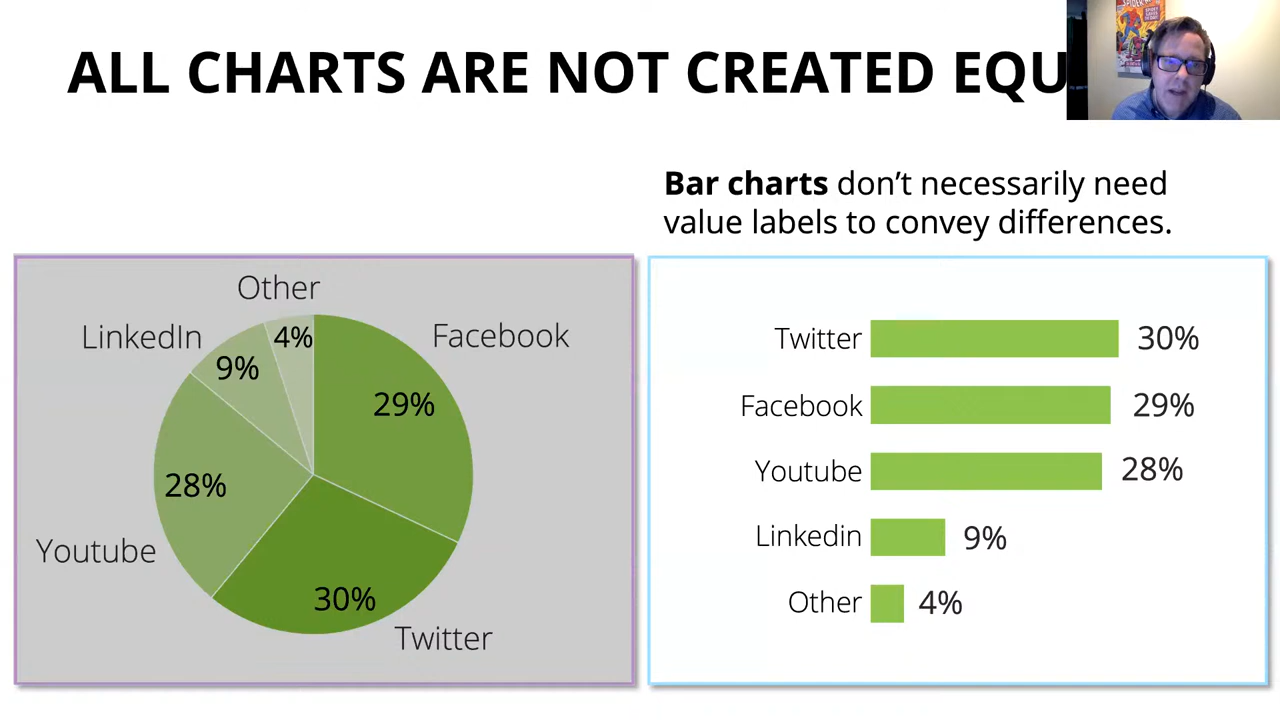 ALL CHARTS ARE NOT CREATED EQU
Bar charts don't necessarily need
value labels to convey differences.
Other
LinkedIn
Facebook
4%
9%
29%
28%
Youtube
30%
Twitter
Twitter 30%
Facebook 29%
Youtube 28%
Linkedin 9%
Other 4%